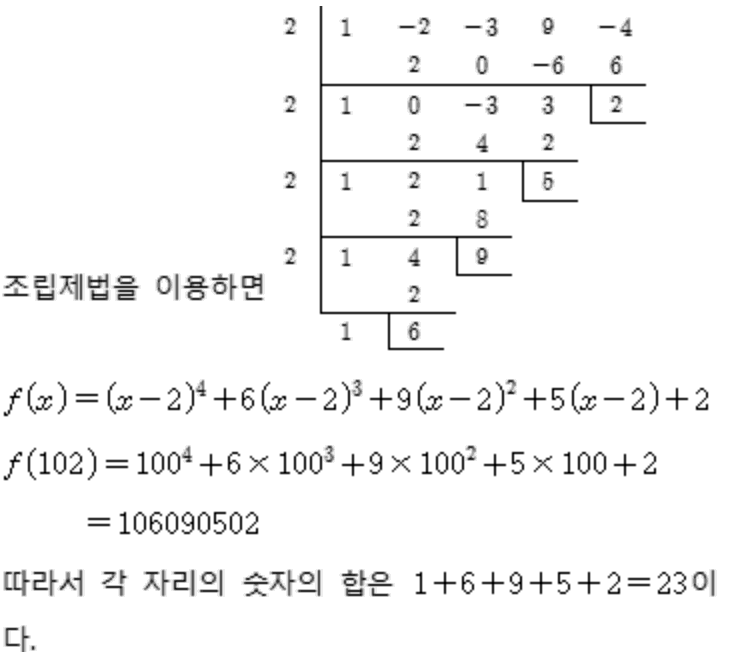 2 1 −2 −3 9 −4
2 0 −6 6
2 1 0 −3 3 2
2 4 2
2 1 2 1 5
2 8
2 1 4 9
조립제법을 이용하면
2
1 6
f(x)=(x−2)⁴+6(x−2)³+9(x−2)²+5(x−2)+2
f(102)=100⁴+6×100³+9×100²+5×100+2
=106090502
따라서 각 자리의 숫자의 합은 1+6+9+5+2=23이
다.